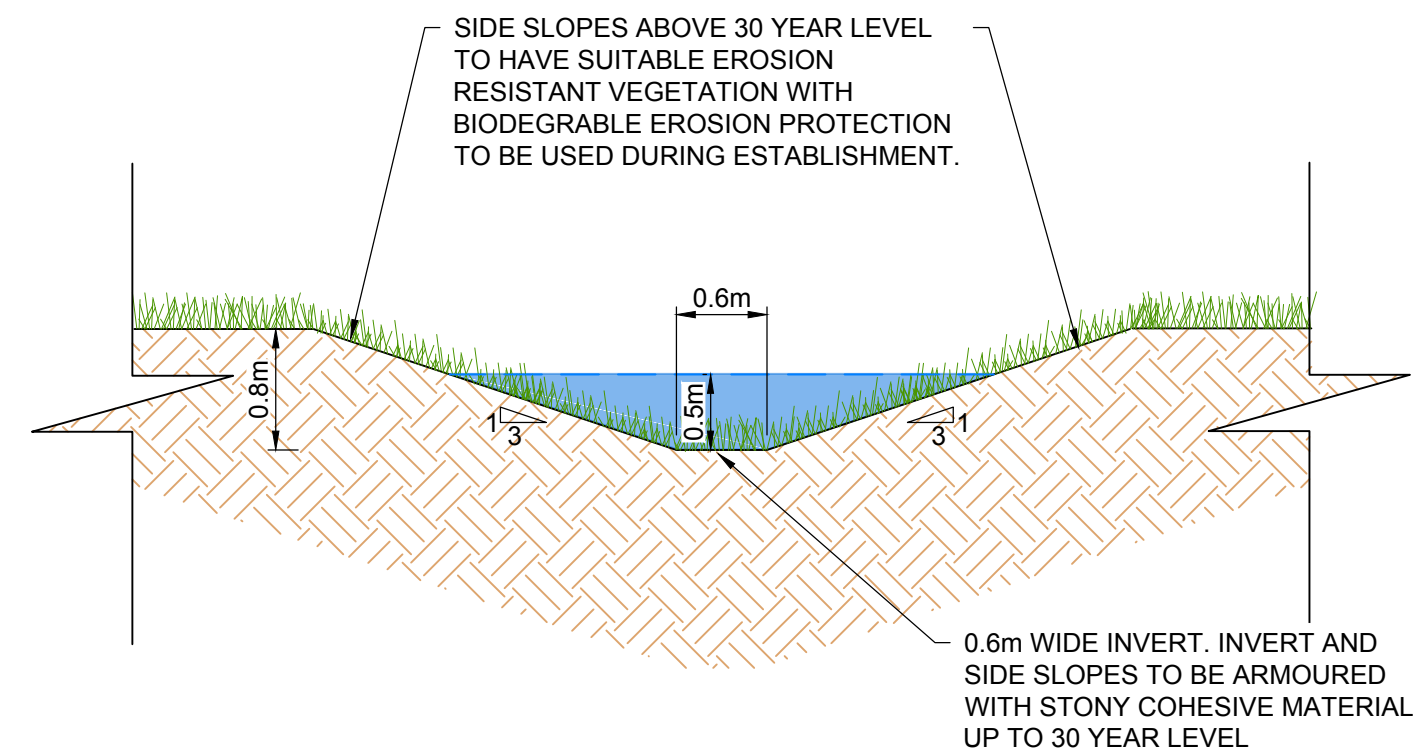 SIDE SLOPES ABOVE 30 YEAR LEVEL
TO HAVE SUITABLE EROSION
RESISTANT VEGETATION WITH
BIODEGRABLE EROSION PROTECTION
TO BE USED DURING ESTABLISHMENT.
0.6m
0.8m
0.5m
1
3
3
1
0.6m WIDE INVERT. INVERT AND
SIDE SLOPES TO BE ARMOURED
WITH STONY COHESIVE MATERIAL
UP TO 30 YEAR LEVEL